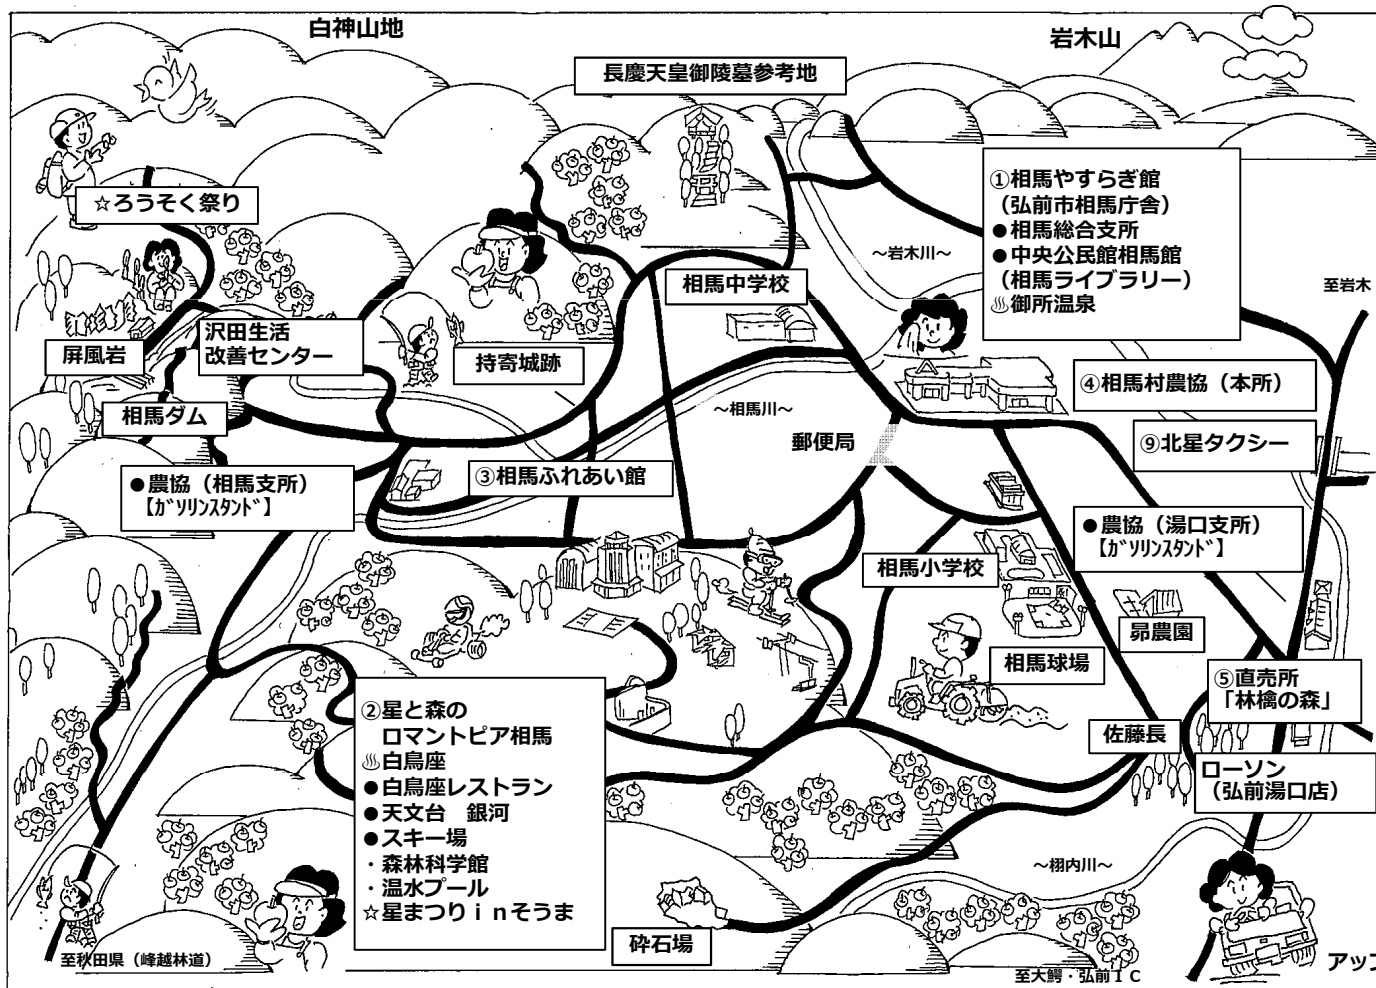 白神山地
岩木山
長慶天皇御陵墓参考地
☆ろうそく祭り
①相馬やすらぎ館
（弘前市相馬庁舎）
●相馬総合支所
●中央公民館相馬館
（相馬ライブラリー）
♨御所温泉
～岩木川～
至岩木
相馬中学校
屏風岩
沢田生活
改善センター
持寄城跡
④相馬村農協（本所）
相馬ダム
～相馬川～
郵便局
⑨北星タクシー
●農協（相馬支所）
【ｶﾞｿﾘﾝｽﾀﾝﾄﾞ】
③相馬ふれあい館
●農協（湯口支所）
【ｶﾞｿﾘﾝｽﾀﾝﾄﾞ】
相馬小学校
昴農園
相馬球場
⑤直売所
「林檎の森」
②星と森の
ロマントピア相馬
♨白鳥座
●白鳥座レストラン
●天文台　銀河
●スキー場
・森林科学館
・温水プール
☆星まつりｉｎそうま
佐藤長
ローソン
（弘前湯口店）
～栩内川～
砕石場
至秋田県（峰越林道）
至大鰐・弘前ＩＣ
アップ